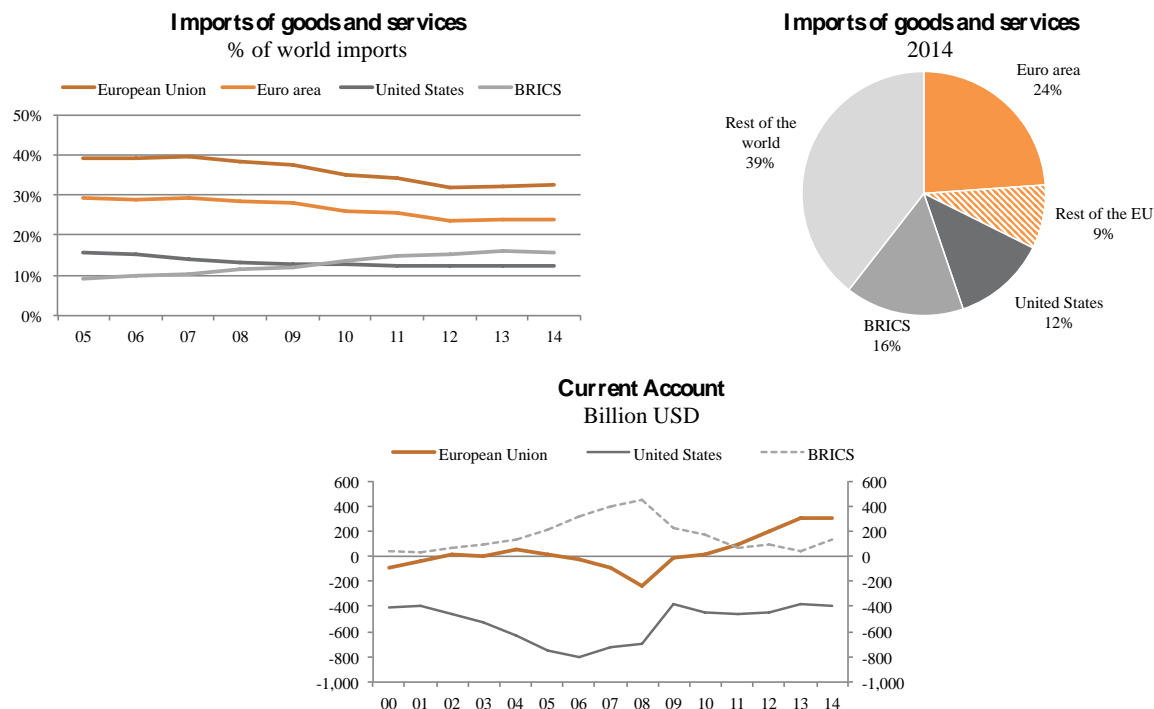 Imports of goods and services
% of world imports
European Union Euro area United States BRICS
50%
40%
30%
20%
10%
0%
05 06 07 08 09 10 11 12 13 14
Imports of goods and services
2014
Euro area
24%
Rest of the
world
39%
Rest of the EU
9%
United States
12%
BRICS
16%
Current Account
Billion USD
European Union United States BRICS
600 600
400 400
200 200
0 0
-200 -200
-400 -400
-600 -600
-800 -800
-1,000 -1,000
00 01 02 03 04 05 06 07 08 09 10 11 12 13 14